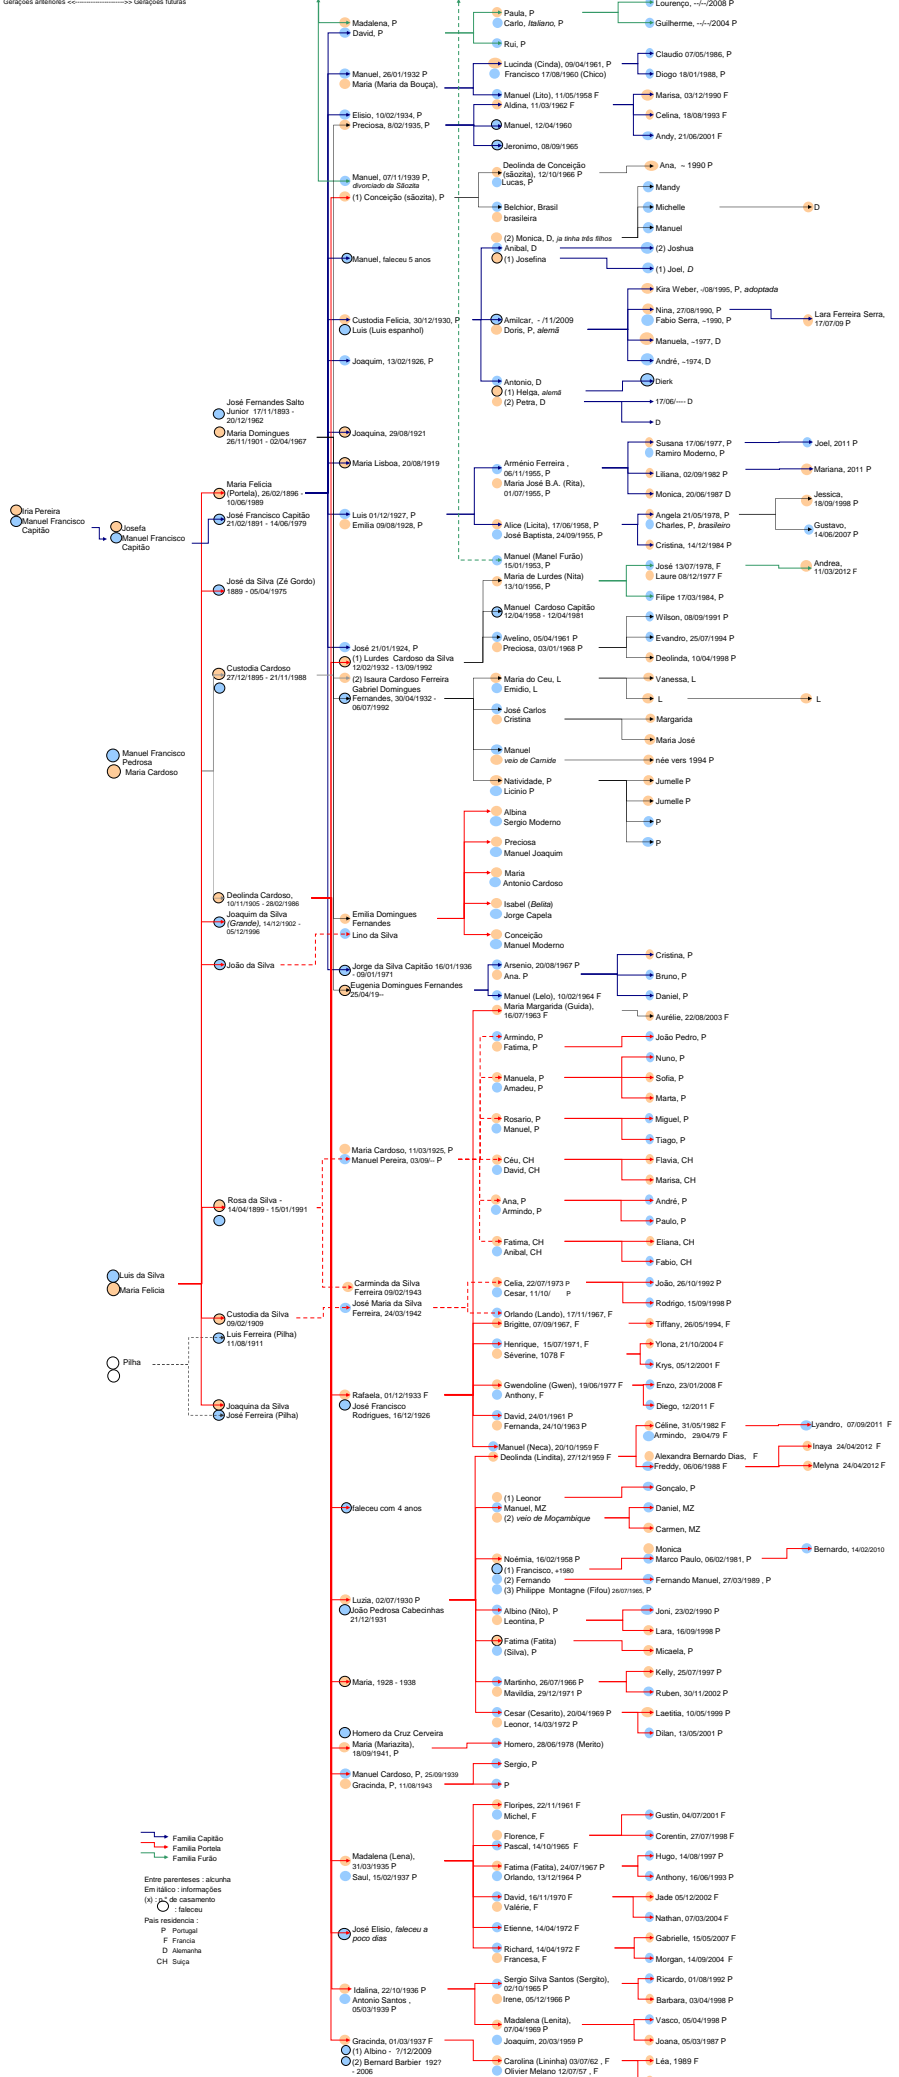 Gerações anteriores <<---------------------->> Gerações futuras
Lourenço, --/--/2008 P
Paula, P
Carlo, Italiano, P
Guilherme, --/--/2004 P
Madalena, P
David, P
Rui, P
Claudio 07/05/1986, P
Lucinda (Cinda), 09/04/1961, P
Francisco 17/08/1960 (Chico)
Diogo 18/01/1988, P
Manuel, 26/01/1932 P
Maria (Maria da Bouça),
Manuel (Lito), 11/05/1958 F
Aldina, 11/03/1962 F
Marisa, 03/12/1990 F
Celina, 18/08/1993 F
Andy, 21/06/2001 F
Elisio, 10/02/1934, P
Preciosa, 8/02/1935, P
Manuel, 12/04/1960
Jeronimo, 08/09/1965
Deolinda de Conceição
(sãozita), 12/10/1966 P
Lucas, P
Ana, ~ 1990 P
Manuel, 07/11/1939 P,
divorciado da Sãozita
(1) Conceição (sãozita), P
Mandy
Belchior, Brasil
brasileira
Michelle
D
Manuel
(2) Monica, D, ja tinha três filhos
Anibal, D
(1) Josefina
(2) Joshua
(1) Joel, D
Manuel, faleceu 5 anos
Kira Weber, -/08/1995, P, adoptada
Nina, 27/08/1990, P
Fabio Serra, ~1990, P
Lara Ferreira Serra,
17/07/09 P
Custodia Felicia, 30/12/1930, P
Luis (Luis espanhol)
Amilcar, - /11/2009
Doris, P, alemã
Manuela, ~1977, D
André, ~1974, D
Joaquim, 13/02/1926, P
Antonio, D
(1) Helga, alemã
(2) Petra, D
Dierk
17/06/---- D
D
José Fernandes Salto
Junior 17/11/1893 -
20/12/1962
Maria Domingues
26/11/1901 - 02/04/1967
Joaquina, 29/08/1921
Susana 17/06/1977, P
Ramiro Moderno, P
Joel, 2011 P
Maria Lisboa, 20/08/1919
Arménio Ferreira ,
06/11/1955, P
Maria José B.A. (Rita),
01/07/1955, P
Liliana, 02/09/1982 P
Mariana, 2011 P
Monica, 20/06/1987 D
Maria Felicia
(Portela), 26/02/1896 -
10/06/1989
Jessica,
18/09/1998 P
Iria Pereira
Manuel Francisco
Capitão
José Francisco Capitão
21/02/1891 - 14/06/1979
Luis 01/12/1927, P
Emilia 09/08/1928, P
Alice (Licita), 17/06/1958, P
José Baptista, 24/09/1955, P
Angela 21/05/1978, P
Charles, P, brasileiro
Gustavo,
14/06/2007 P
Josefa
Manuel Francisco
Capitão
Cristina, 14/12/1984 P
Manuel (Manel Furão)
15/01/1953, P
José 13/07/1978, F
Laure 08/12/1977 F
Andrea,
11/03/2012 F
José da Silva (Zé Gordo)
1889 - 05/04/1975
Maria de Lurdes (Nita)
13/10/1956, P
Filipe 17/03/1984, P
Manuel Cardoso Capitão
12/04/1958 - 12/04/1981
Wilson, 08/09/1991 P
José 21/01/1924, P
(1) Lurdes Cardoso da Silva
12/02/1932 - 13/09/1992
(2) Isaura Cardoso Ferreira
Avelino, 05/04/1961 P
Preciosa, 03/01/1968 P
Evandro, 25/07/1994 P
Deolinda, 10/04/1998 P
Custodia Cardoso
27/12/1895 - 21/11/1988
Gabriel Domingues
Fernandes, 30/04/1932 -
06/07/1992
Maria do Ceu, L
Emidio, L
Vanessa, L
L
L
José Carlos
Cristina
Margarida
Maria José
Manuel Francisco
Pedrosa
Maria Cardoso
Manuel
veio de Carnide
née vers 1994 P
Natividade, P
Licinio P
Jumelle P
Jumelle P
P
P
Albina
Sergio Moderno
Preciosa
Manuel Joaquim
Maria
Antonio Cardoso
Isabel (Belita)
Jorge Capela
Conceição
Manuel Moderno
Deolinda Cardoso,
10/11/1905 - 28/02/1986
Joaquim da Silva
(Grande), 14/12/1902 -
05/12/1996
Emilia Domingues
Fernandes
Lino da Silva
João da Silva
Jorge da Silva Capitão 16/01/1936
- 09/01/1971
Eugenia Domingues Fernandes
25/04/19--
Arsenio, 20/08/1967 P
Ana. P
Cristina, P
Bruno, P
Daniel, P
Manuel (Lelo), 10/02/1964 F
Maria Margarida (Guida),
16/07/1963 F
Aurélie, 22/08/2003 F
Armindo, P
Fatima, P
João Pedro, P
Nuno, P
Manuela, P
Amadeu, P
Sofia, P
Marta, P
Rosario, P
Manuel, P
Miguel, P
Tiago, P
Maria Cardoso, 11/03/1925, P
Manuel Pereira, 03/09/-- P
Céu, CH
David, CH
Flavia, CH
Marisa, CH
Rosa da Silva -
14/04/1899 - 15/01/1991
Ana, P
Armindo, P
André, P
Paulo, P
Fatima, CH
Anibal, CH
Eliana, CH
Fabio, CH
Luis da Silva
Maria Felicia
Carminda da Silva
Ferreira 09/02/1943
José Maria da Silva
Ferreira, 24/03/1942
Celia, 22/07/1973 P
Cesar, 11/10/ P
João, 26/10/1992 P
Rodrigo, 15/09/1998 P
Custodia da Silva
09/02/1909
Luis Ferreira (Pilha)
11/08/1911
Orlando (Lando), 17/11/1967, F
Brigitte, 07/09/1967, F
Tiffany, 26/05/1994, F
Henrique, 15/07/1971, F
Séverine, 1078 F
Ylona, 21/10/2004 F
Krys, 05/12/2001 F
Pilha
Rafaela, 01/12/1933 F
José Francisco
Rodrigues, 16/12/1926
Gwendoline (Gwen), 19/06/1977 F
Anthony, F
Enzo, 23/01/2008 F
Diego, 12/2011 F
Joaquina da Silva
José Ferreira (Pilha)
David, 24/01/1961 P
Fernanda, 24/10/1963 P
Céline, 31/05/1982 F
Armindo, 29/04/79 F
Lyandro, 07/09/2011 F
Manuel (Neca), 20/10/1959 F
Deolinda (Lindita), 27/12/1959 F
Alexandra Bernardo Dias, F
Freddy, 06/06/1988 F
Inaya 24/04/2012 F
Melyna 24/04/2012 F
faleceu com 4 anos
(1) Leonor
Manuel, MZ
(2) veio de Moçambique
Gonçalo, P
Daniel, MZ
Carmen, MZ
Noémia, 16/02/1958 P
(1) Francisco, +1980
(2) Fernando
(3) Philippe Montagne (Fifou) 26/07/1965, P
Monica
Marco Paulo, 06/02/1981, P
Bernardo, 14/02/2010
Fernando Manuel, 27/03/1989 , P
Luzia, 02/07/1930 P
João Pedrosa Cabecinhas
21/12/1931
Albino (Nito), P
Leontina, P
Joni, 23/02/1990 P
Lara, 16/09/1998 P
Fatima (Fatita)
(Silva), P
Micaela, P
Maria, 1928 - 1938
Martinho, 26/07/1966 P
Mavildia, 29/12/1971 P
Kelly, 25/07/1997 P
Ruben, 30/11/2002 P
Cesar (Cesarito), 20/04/1969 P
Leonor, 14/03/1972 P
Laetitia, 10/05/1999 P
Dilan, 13/05/2001 P
Homero da Cruz Cerveira
Maria (Mariazita),
18/09/1941, P
Homero, 28/06/1978 (Merito)
Manuel Cardoso, P, 25/09/1939
Gracinda, P, 11/08/1943
Sergio, P
P
Floripes, 22/11/1961 F
Michel, F
Gustin, 04/07/2001 F
Florence, F
Pascal, 14/10/1965 F
Corentin, 27/07/1998 F
Madalena (Lena),
31/03/1935 P
Saul, 15/02/1937 P
Fatima (Fatita), 24/07/1967 P
Orlando, 13/12/1964 P
Hugo, 14/08/1997 P
Anthony, 16/06/1993 P
David, 16/11/1970 F
Valérie, F
Jade 05/12/2002 F
Nathan, 07/03/2004 F
José Elisio, faleceu a
poco dias
Etienne, 14/04/1972 F
Richard, 14/04/1972 F
Francesa, F
Gabrielle, 15/05/2007 F
Morgan, 14/09/2004 F
Familia Capitão
Familia Portela
Familia Furão
Entre parenteses : alcunha
Em itálico : informações
(x) : n.º de casamento
: faleceu
País residencia :
P Portugal
F Francia
D Alemanha
CH Suiça
Idalina, 22/10/1936 P
Antonio Santos ,
05/03/1939 P
Sergio Silva Santos (Sergito),
02/10/1965 P
Irene, 05/12/1966 P
Ricardo, 01/08/1992 P
Barbara, 03/04/1998 P
Madalena (Lenita),
07/04/1969 P
Joaquim, 20/03/1959 P
Vasco, 05/04/1998 P
Joana, 05/03/1987 P
Gracinda, 01/03/1937 F
(1) Albino - ?/12/2009
(2) Bernard Barbier 192?
- 2006
Carolina (Lininha) 03/07/62 , F
Olivier Melano 12/07/57 , F
Léa, 1989 F